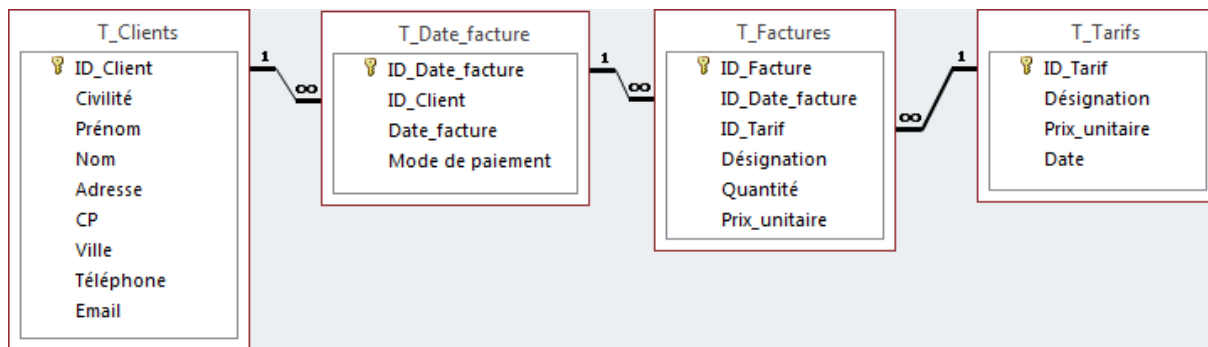 T_Clients
ID_Client
Civilité
Prénom
Nom
Adresse
CP
Ville
Téléphone
Email
1
∞
T_Date_facture
ID_Date_facture
ID_Client
Date_facture
Mode de paiement
1
∞
T_Factures
ID_Facture
ID_Date_facture
ID_Tarif
Désignation
Quantité
Prix_unitaire
∞
1
T_Tarifs
ID_Tarif
Désignation
Prix_unitaire
Date